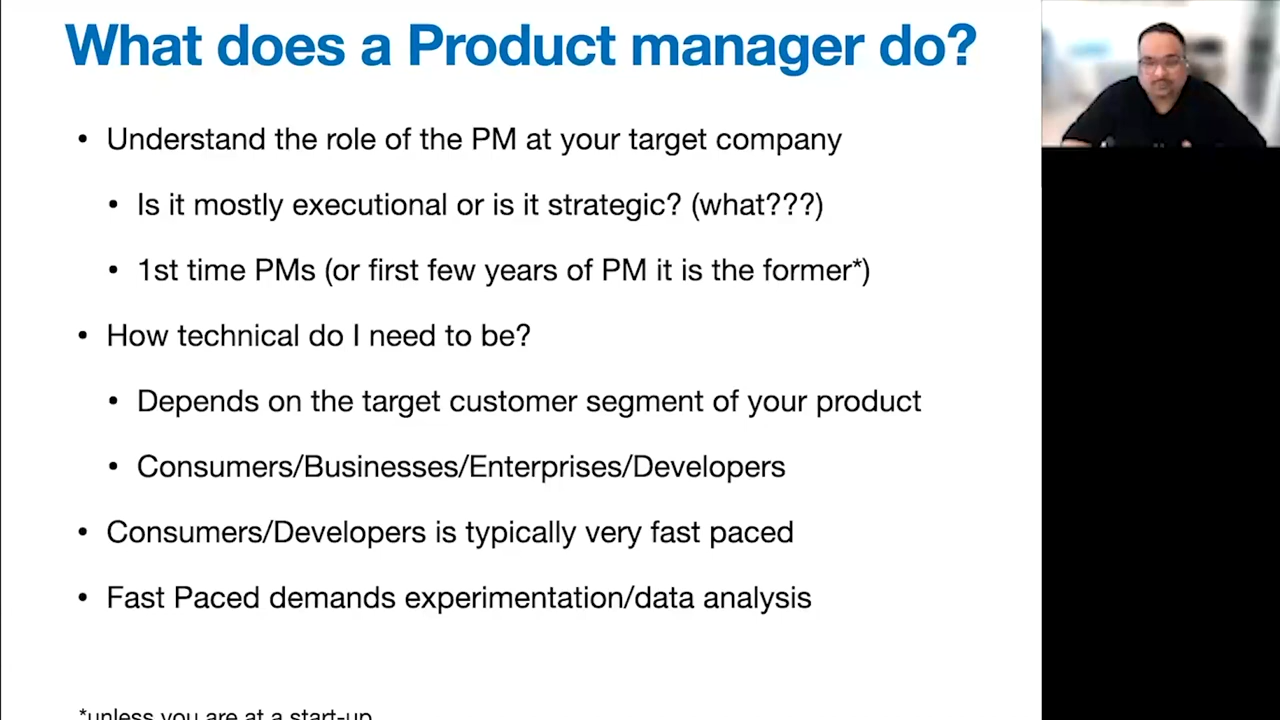 What does a Product manager do?
• Understand the role of the PM at your target company
• Is it mostly executional or is it strategic? (what???)
• 1st time PMs (or first few years of PM it is the former*)
• How technical do I need to be?
• Depends on the target customer segment of your product
• Consumers/Businesses/Enterprises/Developers
• Consumers/Developers is typically very fast paced
• Fast Paced demands experimentation/data analysis
*unless you are at a start-up